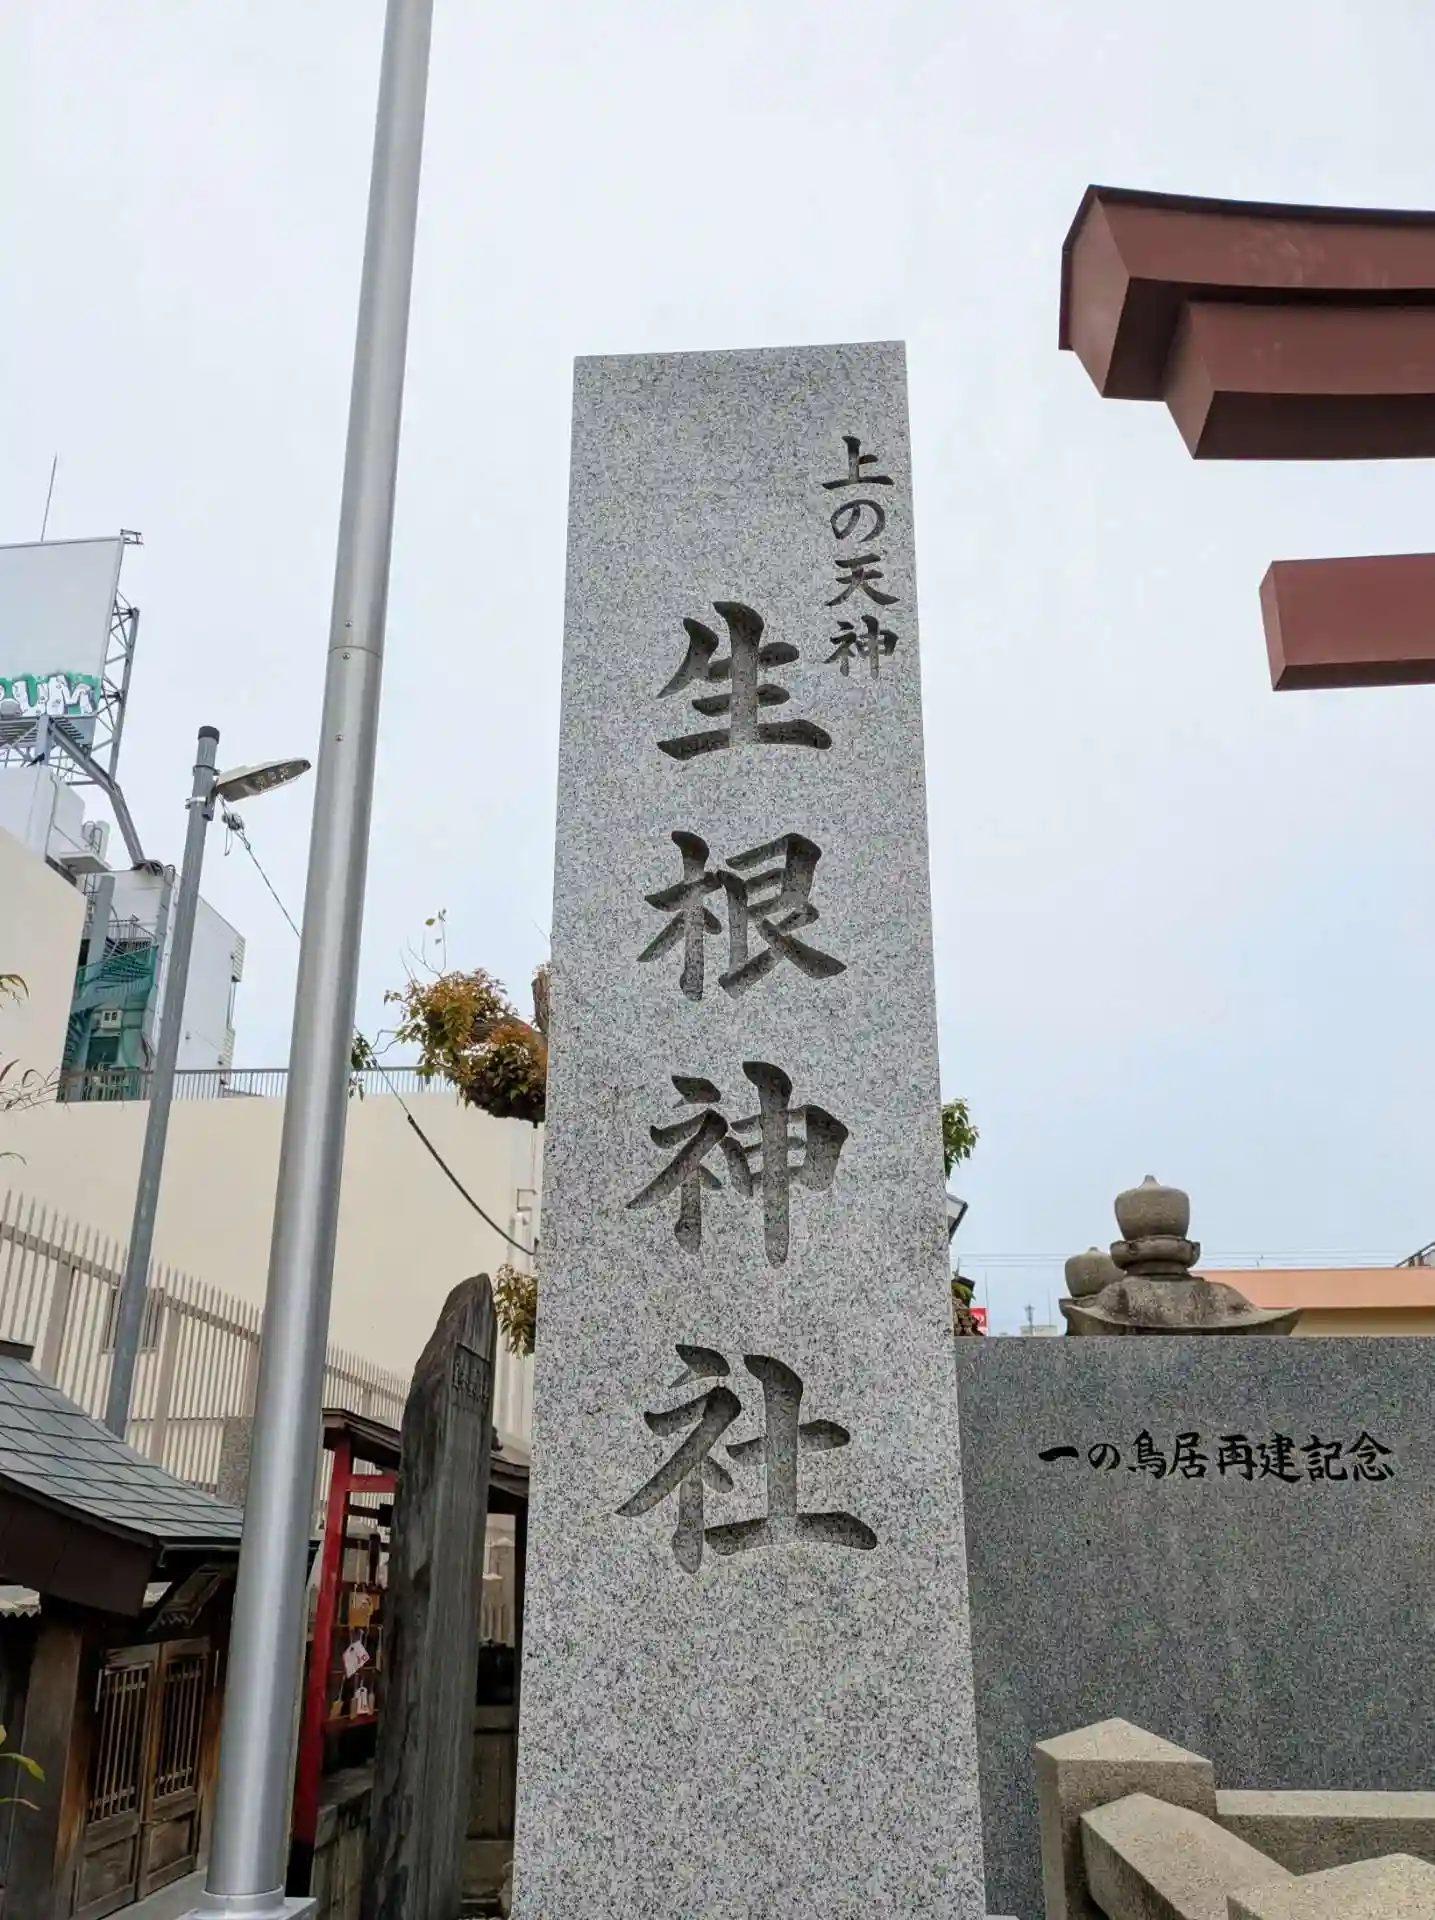 上の天神
生根神社
一の鳥居再建記念